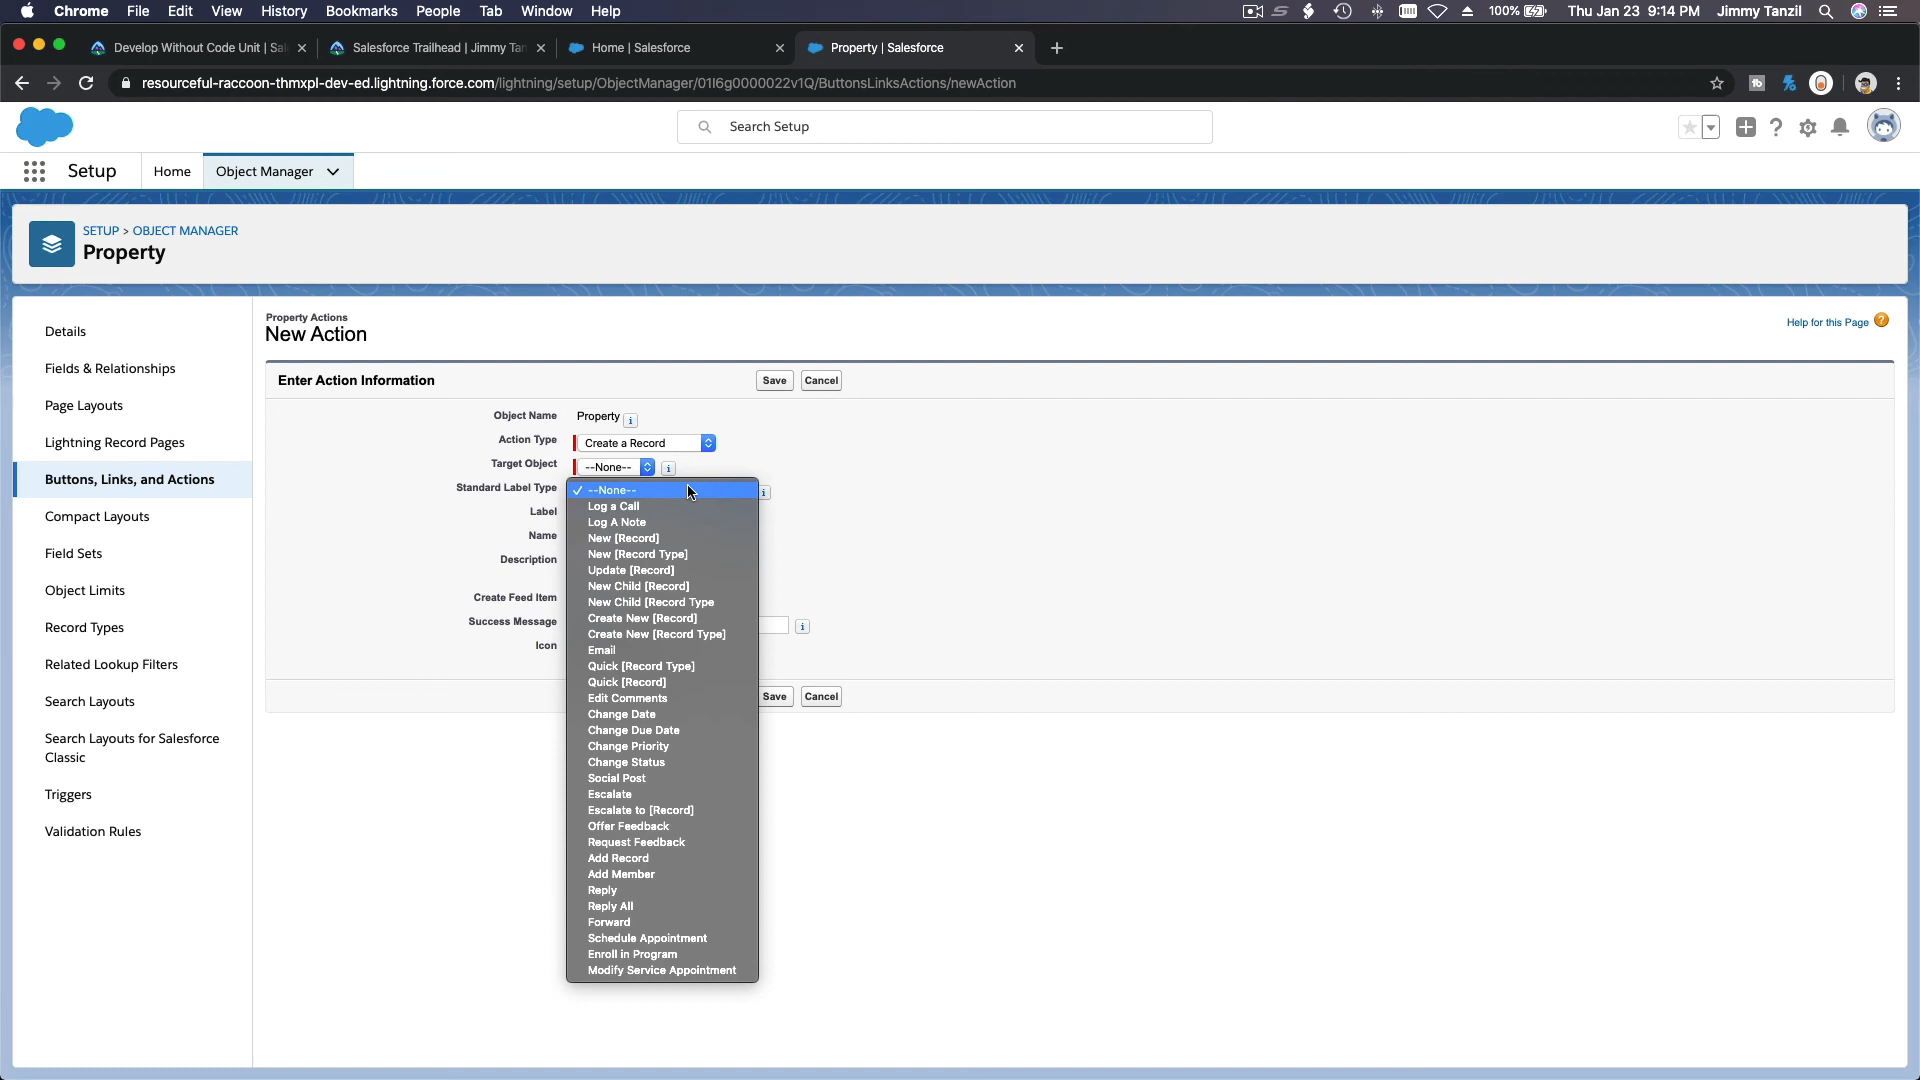 Chrome File Edit View History Bookmarks People Tab Window Help 100% Thu Jan 23 9:14 PM Jimmy Tanzil
Develop Without Code Unit | Sal
Salesforce Trailhead | Jimmy Tan
Home | Salesforce
Property | Salesforce
resourceful-raccoon-thmxpl-dev-ed.lightning.force.com/lightning/setup/ObjectManager/01I6g0000022v1Q/ButtonsLinksActions/newAction
Search Setup
Setup Home Object Manager
SETUP > OBJECT MANAGER
Property
Details
Fields & Relationships
Page Layouts
Lightning Record Pages
Buttons, Links, and Actions
Compact Layouts
Field Sets
Object Limits
Record Types
Related Lookup Filters
Search Layouts
Search Layouts for Salesforce
Classic
Triggers
Validation Rules
Property Actions
New Action
Help for this Page ?
Enter Action Information Save Cancel
Object Name Property i
Action Type Create a Record
Target Object --None-- i
Standard Label Type i
Label
Name
Description
Create Feed Item
Success Message i
Icon
Save Cancel
✓ --None--
Log a Call
Log A Note
New [Record]
New [Record Type]
Update [Record]
New Child [Record]
New Child [Record Type
Create New [Record]
Create New [Record Type]
Email
Quick [Record Type]
Quick [Record]
Edit Comments
Change Date
Change Due Date
Change Priority
Change Status
Social Post
Escalate
Escalate to [Record]
Offer Feedback
Request Feedback
Add Record
Add Member
Reply
Reply All
Forward
Schedule Appointment
Enroll in Program
Modify Service Appointment